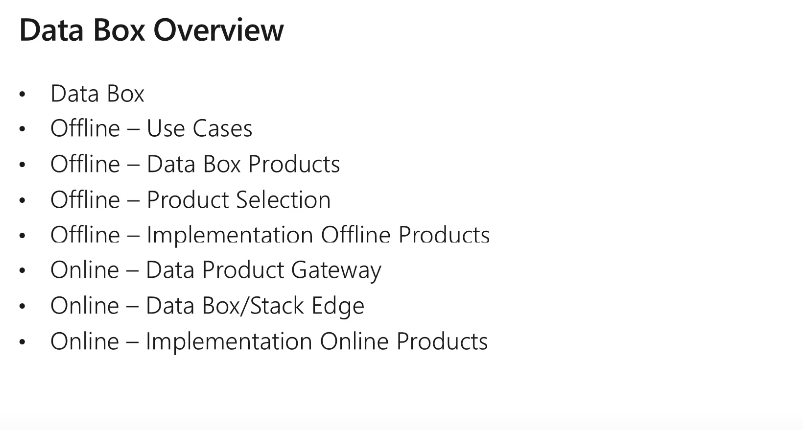 Data Box Overview
• Data Box
• Offline – Use Cases
• Offline – Data Box Products
• Offline – Product Selection
• Offline – Implementation Offline Products
• Online – Data Product Gateway
• Online – Data Box/Stack Edge
• Online – Implementation Online Products